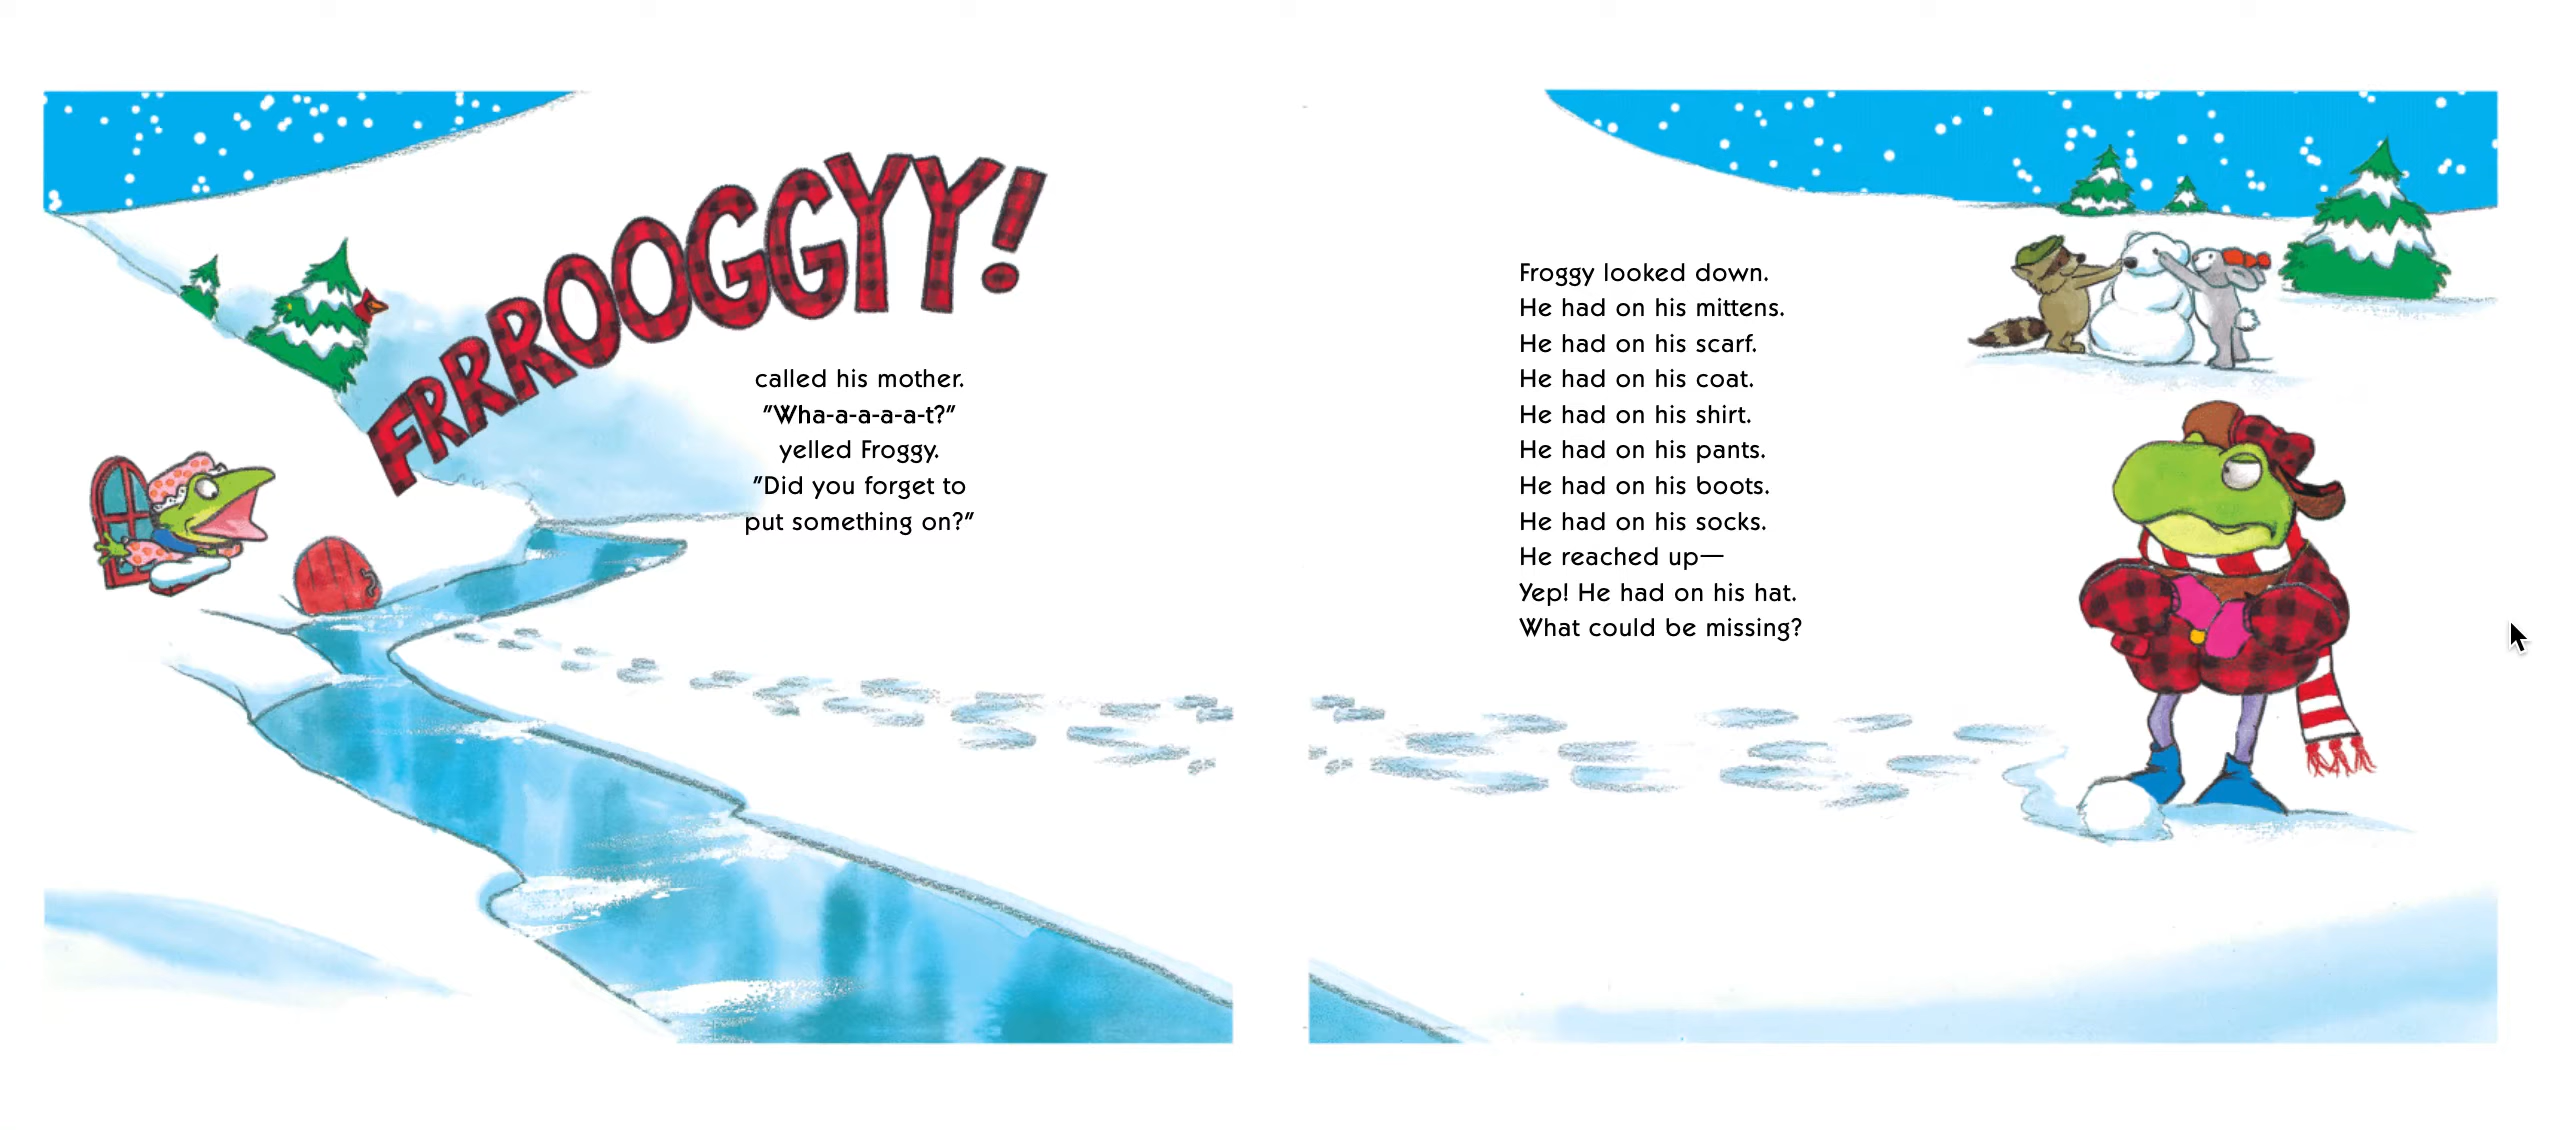 FRRROOGGYY!
called his mother.
"Wha-a-a-a-a-t?"
yelled Froggy.
"Did you forget to
put something on?"
Froggy looked down.
He had on his mittens.
He had on his scarf.
He had on his coat.
He had on his shirt.
He had on his pants.
He had on his boots.
He had on his socks.
He reached up—
Yep! He had on his hat.
What could be missing?